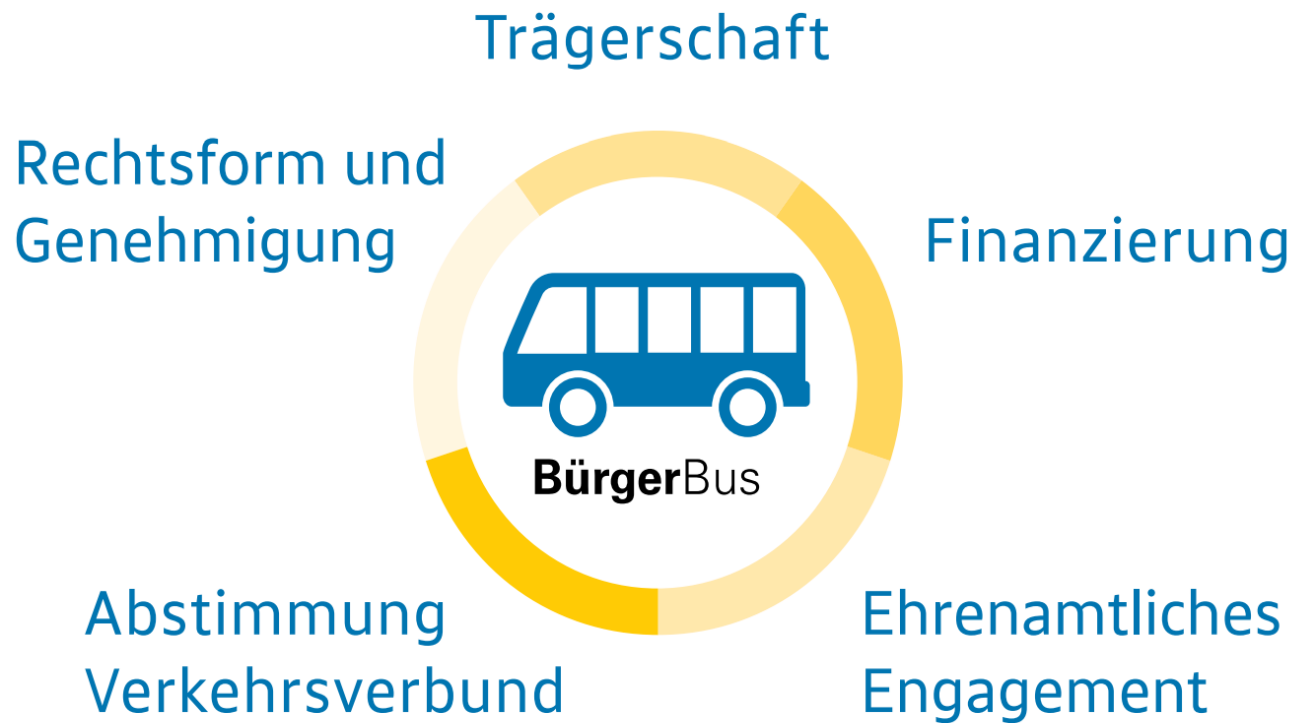 Trägerschaft
Rechtsform und
Genehmigung
Finanzierung
BürgerBus
Abstimmung
Verkehrsverbund
Ehrenamtliches
Engagement